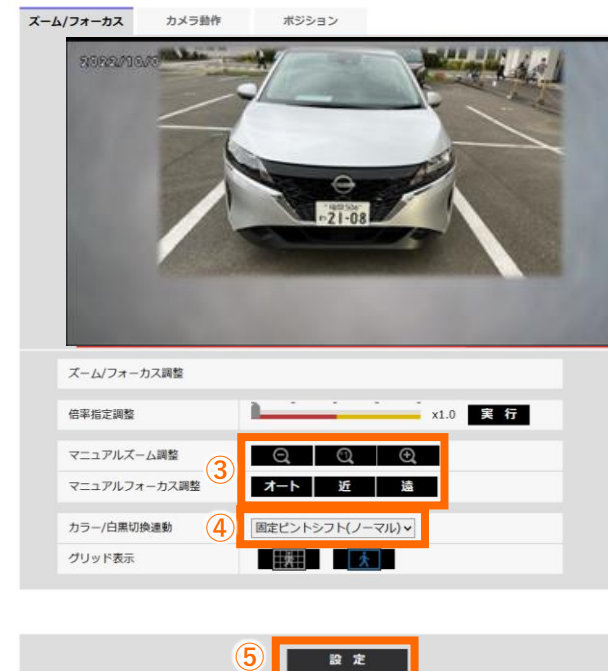 ズーム/フォーカス カメラ動作 ポジション
2022/10/0
21-08
ズーム/フォーカス調整
倍率指定調整 x1.0 実 行
マニュアルズーム調整
③
マニュアルフォーカス調整 オート 近 遠
カラー/白黒切換連動 ④ 固定ピントシフト(ノーマル)
グリッド表示
⑤ 設 定